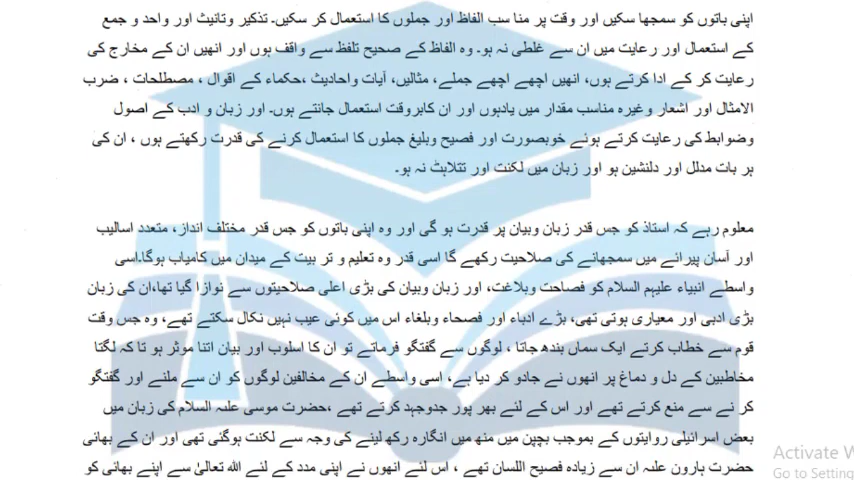 اپنی باتوں کو سمجھا سکیں اور وقت پر منا سب الفاظ اور جملوں کا استعمال کر سکیں۔ تذکیر وتانیث اور واحد و جمع
کے استعمال اور رعایت میں ان سے غلطی نہ ہو۔ وہ الفاظ کے صحیح تلفظ سے واقف ہوں اور انھیں ان کے مخارج کی
رعایت کر کے ادا کرتے ہوں، انھیں اچھے اچھے جملے، مثالیں، آیات واحادیث ،حکماء کے اقوال ، مصطلحات ، ضرب
الامثال اور اشعار وغیرہ مناسب مقدار میں یادہوں اور ان کابروقت استعمال جانتے ہوں۔ اور زبان و ادب کے اصول
وضوابط کی رعایت کرتے ہوئے خوبصورت اور فصیح وبلیغ جملوں کا استعمال کرنے کی قدرت رکھتے ہوں ، ان کی
ہر بات مدلل اور دلنشین ہو اور زبان میں لکنت اور تتلاہٹ نہ ہو۔
معلوم رہے کہ استاذ کو جس قدر زبان وبیان پر قدرت ہو گی اور وہ اپنی باتوں کو جس قدر مختلف انداز، متعدد اسالیب
اور آسان پیرائے میں سمجھانے کی صلاحیت رکھے گا اسی قدر وہ تعلیم و تر بیت کے میدان میں کامیاب ہوگا۔اسی
واسطے انبیاء علیہم السلام کو فصاحت وبلاغت، اور زبان وبیان کی بڑی اعلی صلاحیتوں سے نوازا گیا تھا،ان کی زبان
بڑی ادبی اور معیاری ہوتی تھی، بڑے ادباء اور فصحاء وبلغاء اس میں کوئی عیب نہیں نکال سکتے تھے، وہ جس وقت
قوم سے خطاب کرتے ایک سماں بندھ جاتا ، لوگوں سے گفتگو فرماتے تو ان کا اسلوب اور بیان اتنا موثر ہو تا کہ لگتا
مخاطبین کے دل و دماغ پر انھوں نے جادو کر دیا ہے، اسی واسطے ان کے مخالفین لوگوں کو ان سے ملنے اور گفتگو
کر نے سے منع کرتے تھے اور اس کے لئے بھر پور جدوجہد کرتے تھے ،حضرت موسی علیہ السلام کی زبان میں
بعض اسرائیلی روایتوں کے بموجب بچپن میں منھ میں انگارہ رکھ لینے کی وجہ سے لکنت ہوگئی تھی اور ان کے بھائی
حضرت ہارون علیہ ان سے زیادہ فصیح اللسان تھے ، اس لئے انھوں نے اپنی مدد کے لئے اللہ تعالیٰ سے اپنے بھائی کو
Activate W
Go to Setting